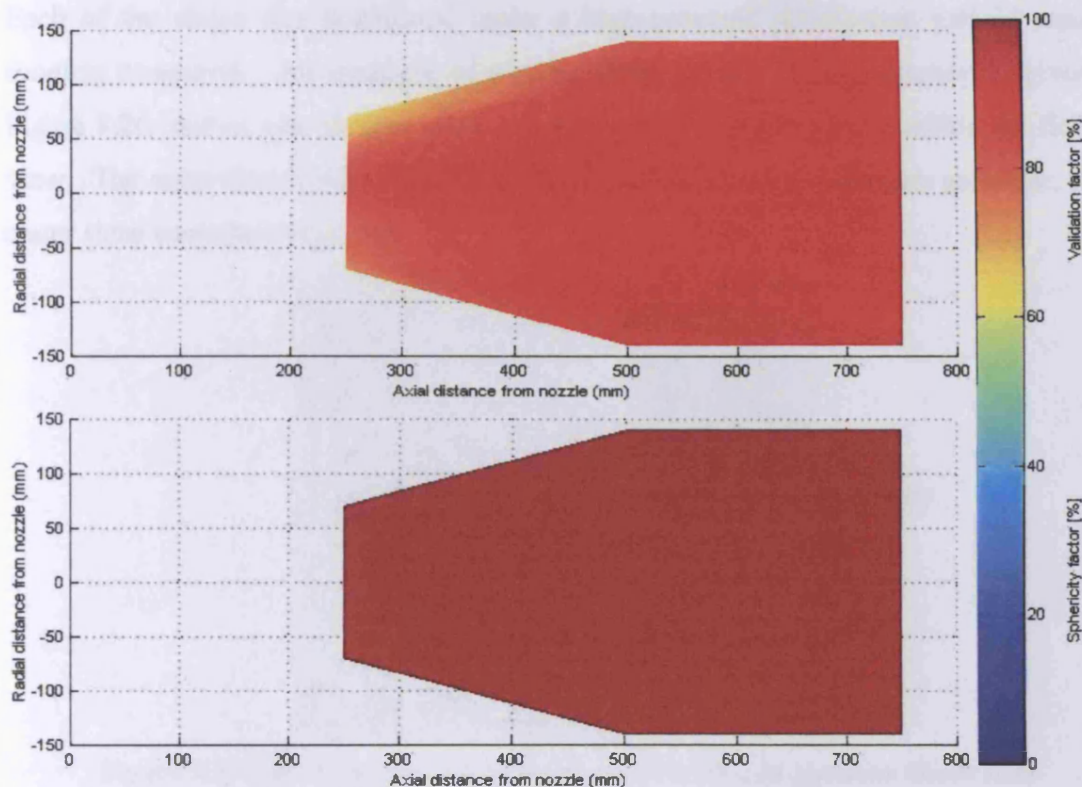 150
100
50
0
-50
-100
-150
Radial distance from nozzle (mm)
0 100 200 300 400 500 600 700 800
Axial distance from nozzle (mm)
150
100
50
0
-50
-100
-150
Radial distance from nozzle (mm)
0 100 200 300 400 500 600 700 800
Axial distance from nozzle (mm)
100
80
60
40
20
0
Validation factor [%]
Sphericity factor [%]